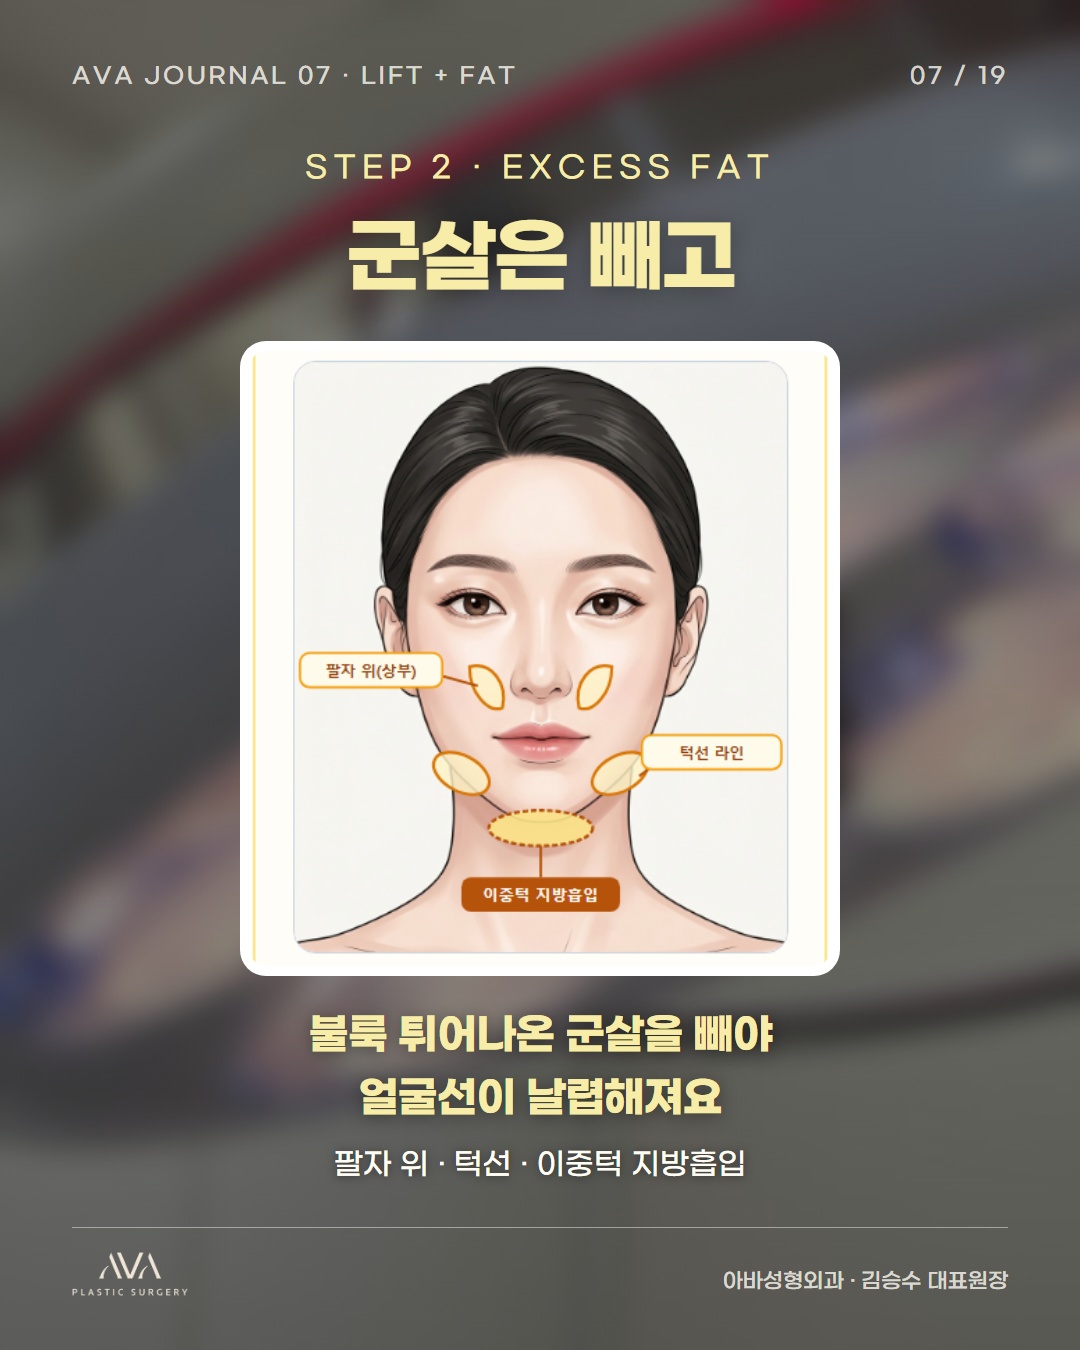 AVA JOURNAL 07 · LIFT + FAT
07 / 19
STEP 2 · EXCESS FAT
군살은 빼고
팔자 위(상부)
턱선 라인
이중턱 지방흡입
불룩 튀어나온 군살을 빼야
얼굴선이 날렵해져요
팔자 위 · 턱선 · 이중턱 지방흡입
AVA
PLASTIC SURGERY
아바성형외과 · 김승수 대표원장